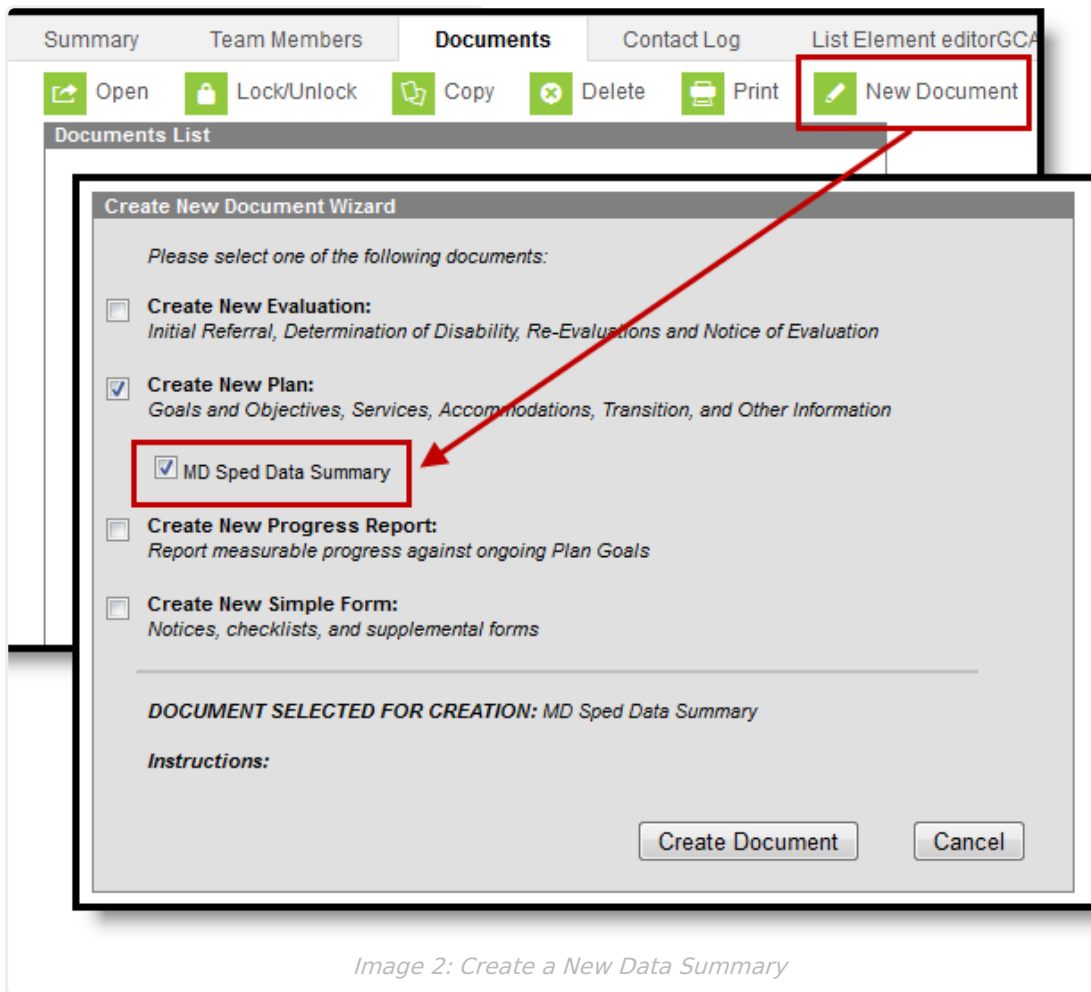 Summary Team Members Documents Contact Log List Element editorGCA
Open Lock/Unlock Copy Delete Print New Document
Documents List
Create New Document Wizard
Please select one of the following documents:
Create New Evaluation:
Initial Referral, Determination of Disability, Re-Evaluations and Notice of Evaluation
Create New Plan:
Goals and Objectives, Services, Accommodations, Transition, and Other Information
MD Sped Data Summary
Create New Progress Report:
Report measurable progress against ongoing Plan Goals
Create New Simple Form:
Notices, checklists, and supplemental forms
DOCUMENT SELECTED FOR CREATION: MD Sped Data Summary
Instructions:
Create Document Cancel
Image 2: Create a New Data Summary